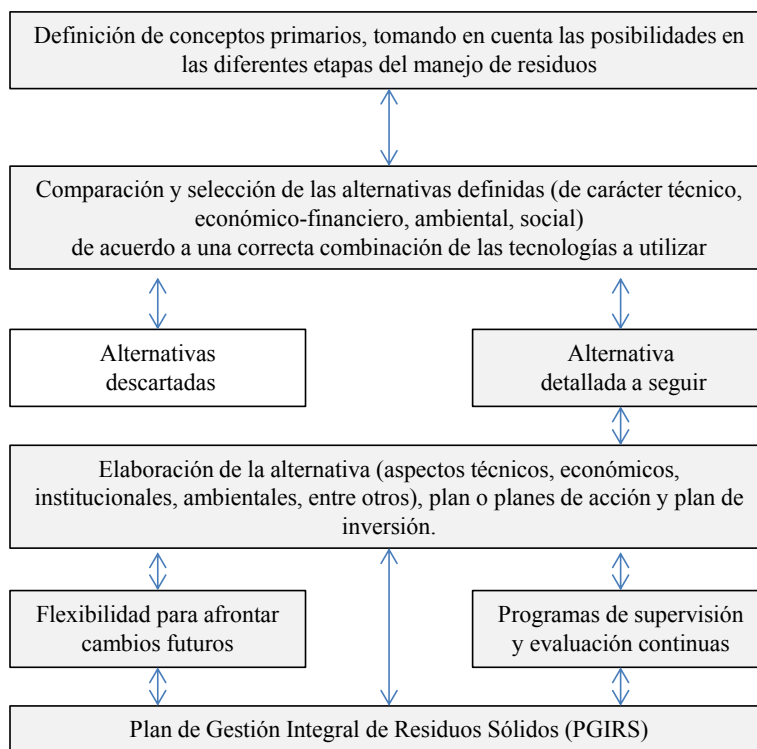 Definición de conceptos primarios, tomando en cuenta las posibilidades en
las diferentes etapas del manejo de residuos
Comparación y selección de las alternativas definidas (de carácter técnico,
económico-financiero, ambiental, social)
de acuerdo a una correcta combinación de las tecnologías a utilizar
Alternativas
descartadas
Alternativa
detallada a seguir
Elaboración de la alternativa (aspectos técnicos, económicos,
institucionales, ambientales, entre otros), plan o planes de acción y plan de
inversión.
Flexibilidad para afrontar
cambios futuros
Programas de supervisión
y evaluación continuas
Plan de Gestión Integral de Residuos Sólidos (PGIRS)